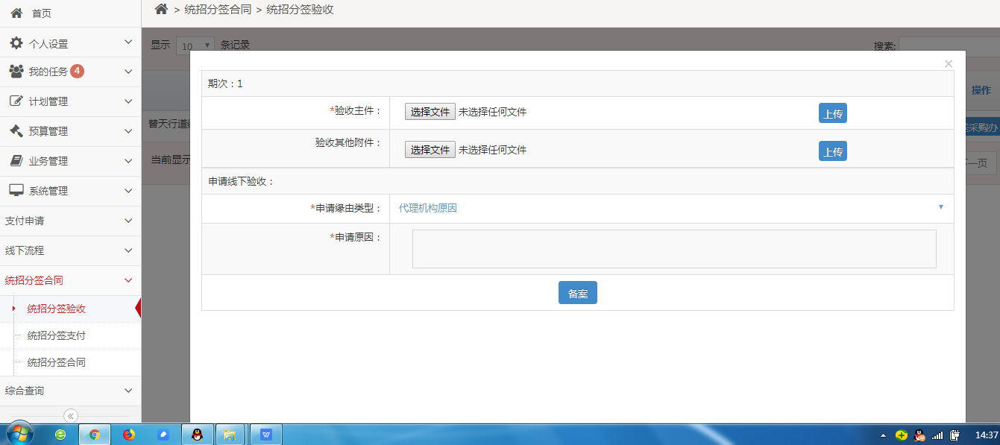 首页
> 统招分签合同 > 统招分签验收
个人设置
我的任务 4
计划管理
预算管理
业务管理
系统管理
支付申请
线下流程
统招分签合同
统招分签验收
统招分签支付
统招分签合同
综合查询
显示 10 条记录
搜索:
操作
替天行道
采购办
当前显示
一页
×
期次：1
*验收主件：
选择文件 未选择任何文件
上传
验收其他附件：
选择文件 未选择任何文件
上传
申请线下验收：
*申请缘由类型：
代理机构原因
*申请原因：
备案
14:37